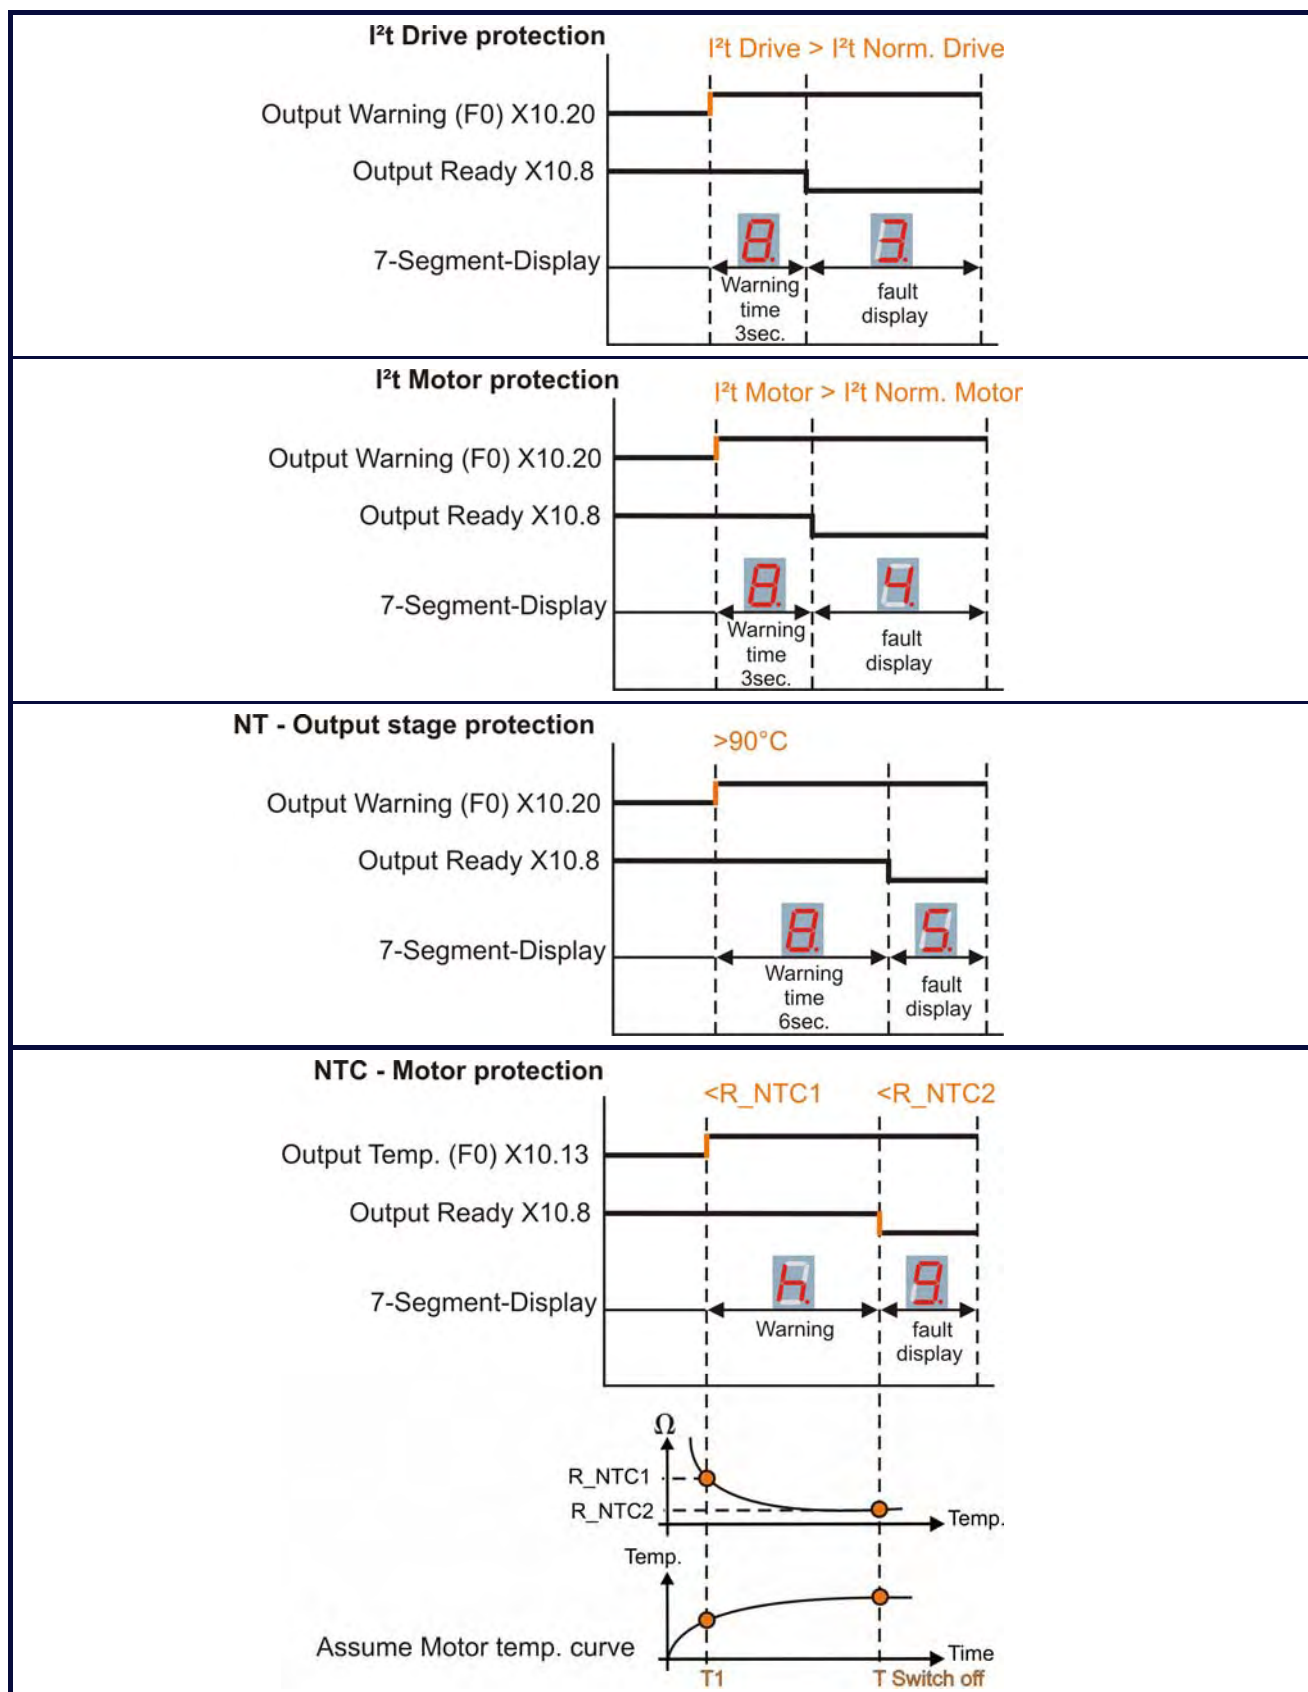 I²t Drive protection
I²t Drive > I²t Norm. Drive
Output Warning (F0) X10.20
Output Ready X10.8
8. 3.
7-Segment-Display
Warning
time
3sec.
fault
display
I²t Motor protection
I²t Motor > I²t Norm. Motor
Output Warning (F0) X10.20
Output Ready X10.8
8. 4.
7-Segment-Display
Warning
time
3sec.
fault
display
NT - Output stage protection
>90°C
Output Warning (F0) X10.20
Output Ready X10.8
8. 5.
7-Segment-Display
Warning
time
6sec.
fault
display
NTC - Motor protection
<R_NTC1 <R_NTC2
Output Temp. (F0) X10.13
Output Ready X10.8
h. 9.
7-Segment-Display
Warning
fault
display
Ω
R_NTC1
R_NTC2
Temp.
Temp.
Assume Motor temp. curve
Time
T1 T Switch off